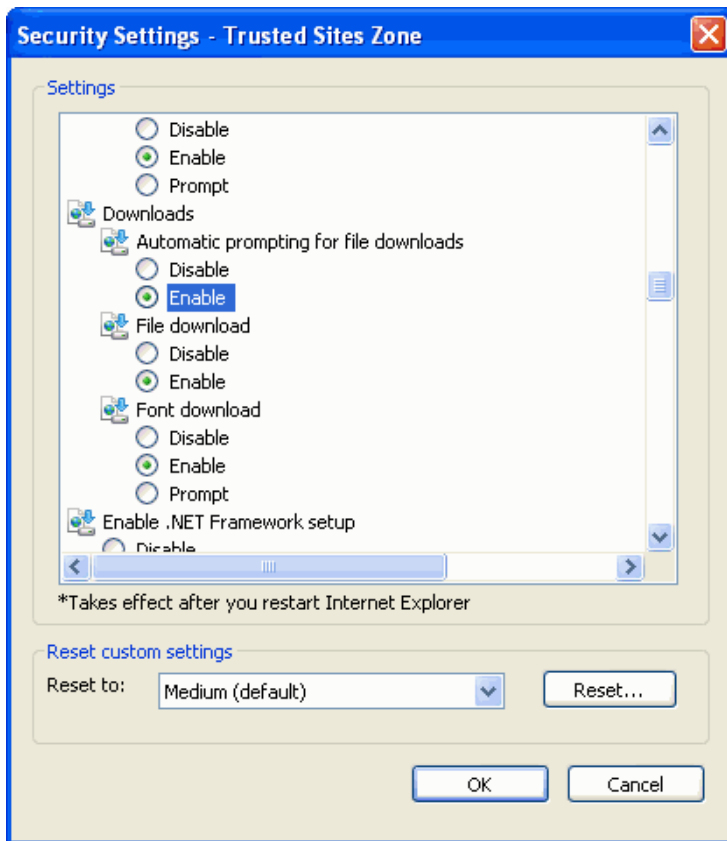 Security Settings - Trusted Sites Zone
Settings
Disable
Enable
Prompt
Downloads
Automatic prompting for file downloads
Disable
Enable
File download
Disable
Enable
Font download
Disable
Enable
Prompt
Enable .NET Framework setup
Disable
*Takes effect after you restart Internet Explorer
Reset custom settings
Reset to: Medium (default) Reset...
OK Cancel